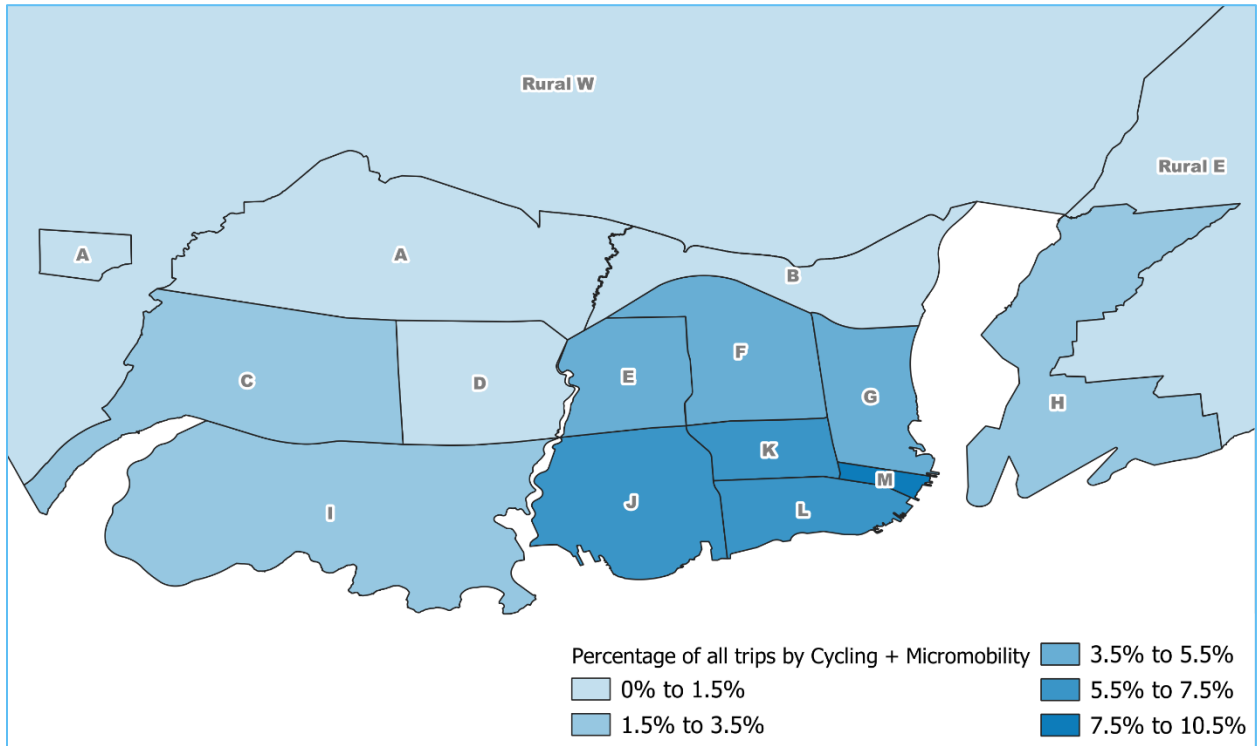 Rural W
Rural E
A
A
B
C
D
E
F
G
H
I
J
K
L
M
Percentage of all trips by Cycling + Micromobility
0% to 1.5%
1.5% to 3.5%
3.5% to 5.5%
5.5% to 7.5%
7.5% to 10.5%